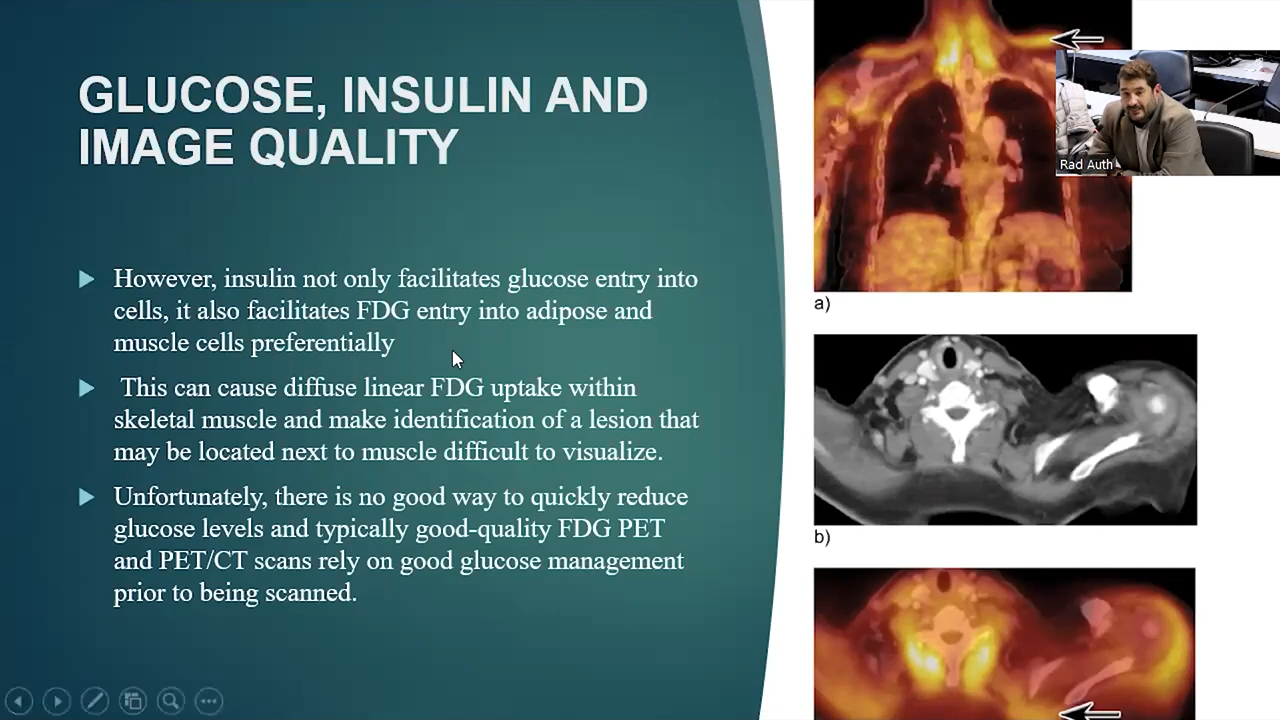 GLUCOSE, INSULIN AND
IMAGE QUALITY
However, insulin not only facilitates glucose entry into
cells, it also facilitates FDG entry into adipose and
muscle cells preferentially
This can cause diffuse linear FDG uptake within
skeletal muscle and make identification of a lesion that
may be located next to muscle difficult to visualize.
Unfortunately, there is no good way to quickly reduce
glucose levels and typically good-quality FDG PET
and PET/CT scans rely on good glucose management
prior to being scanned.
Rad Auth
a)
b)